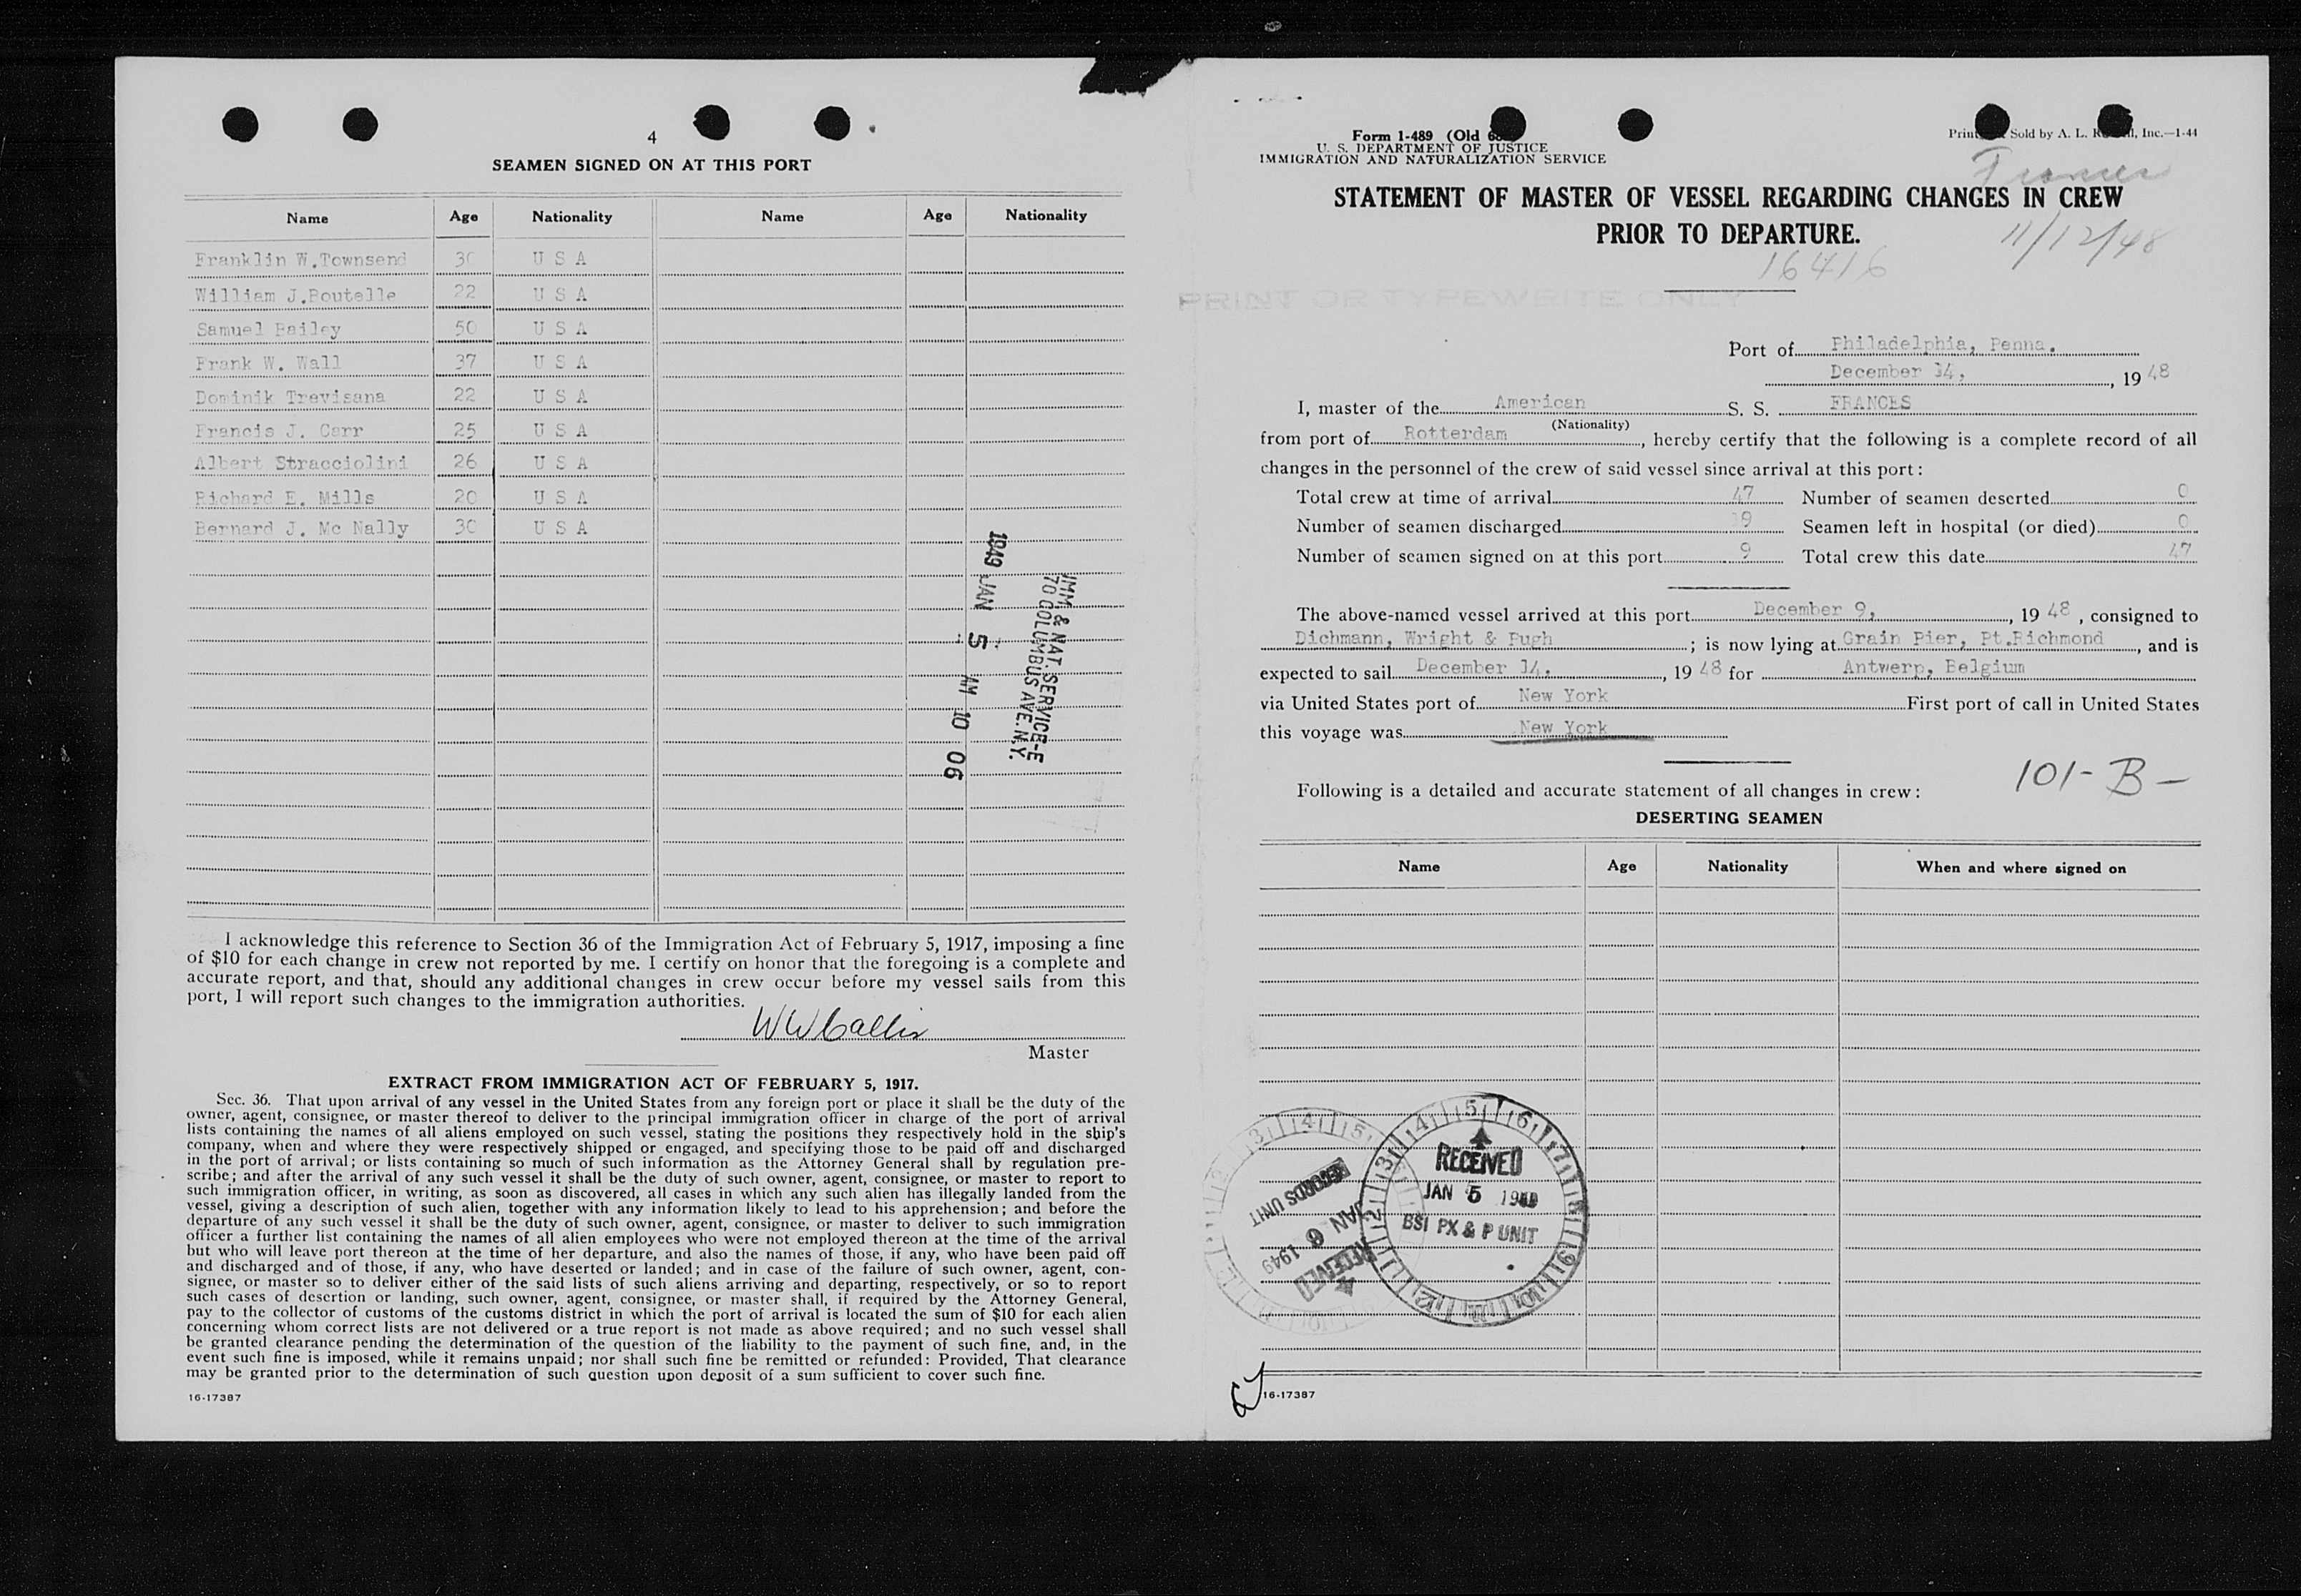 4
SEAMEN SIGNED ON AT THIS PORT
Name Age Nationality Name Age Nationality
Franklin W.Townsend 30 U S A
William J.Boutelle 22 U S A
Samuel Bailey 50 U S A
Frank W. Wall 37 U S A
Dominik Trevisana 22 U S A
Francis J. Carr 25 U S A
Albert Stracciolini 26 U S A
Richard E. Mills 20 U S A
Bernard J. Mc Nally 30 U S A
1949 JAN 5 AM 10 06
IMM. & NAT. SERVICE-E
70 COLUMBUS AVE. N.Y.
I acknowledge this reference to Section 36 of the Immigration Act of February 5, 1917, imposing a fine
of $10 for each change in crew not reported by me. I certify on honor that the foregoing is a complete and
accurate report, and that, should any additional changes in crew occur before my vessel sails from this
port, I will report such changes to the immigration authorities.
Master
EXTRACT FROM IMMIGRATION ACT OF FEBRUARY 5, 1917.
Sec. 36. That upon arrival of any vessel in the United States from any foreign port or place it shall be the duty of the
owner, agent, consignee, or master thereof to deliver to the principal immigration officer in charge of the port of arrival
lists containing the names of all aliens employed on such vessel, stating the positions they respectively hold in the ship's
company, when and where they were respectively shipped or engaged, and specifying those to be paid off and discharged
in the port of arrival; or lists containing so much of such information as the Attorney General shall by regulation pre-
scribe; and after the arrival of any such vessel it shall be the duty of such owner, agent, consignee, or master to report to
such immigration officer, in writing, as soon as discovered, all cases in which any such alien has illegally landed from the
vessel, giving a description of such alien, together with any information likely to lead to his apprehension; and before the
departure of any such vessel it shall be the duty of such owner, agent, consignee, or master to deliver to such immigration
officer a further list containing the names of all alien employees who were not employed thereon at the time of the arrival
but who will leave port thereon at the time of her departure, and also the names of those, if any, who have been paid off
and discharged and of those, if any, who have deserted or landed; and in case of the failure of such owner, agent, con-
signee, or master so to deliver either of the said lists of such aliens arriving and departing, respectively, or so to report
such cases of desertion or landing, such owner, agent, consignee, or master shall, if required by the Attorney General,
pay to the collector of customs of the customs district in which the port of arrival is located the sum of $10 for each alien
concerning whom correct lists are not delivered or a true report is not made as above required; and no such vessel shall
be granted clearance pending the determination of the question of the liability to the payment of such fine, and, in the
event such fine is imposed, while it remains unpaid; nor shall such fine be remitted or refunded: Provided, That clearance
may be granted prior to the determination of such question upon deposit of a sum sufficient to cover such fine.
16-17387
Form 1-489 (Old
U. S. DEPARTMENT OF JUSTICE
IMMIGRATION AND NATURALIZATION SERVICE
Sold by A. L. Inc.—1-44
Frances
STATEMENT OF MASTER OF VESSEL REGARDING CHANGES IN CREW
PRIOR TO DEPARTURE.
11/12/48
16416
PRINT OR TYPEWRITE ONLY
Port of Philadelphia, Penna.
December 14, , 19 48
I, master of the American S. S. FRANCES
(Nationality)
from port of Rotterdam , hereby certify that the following is a complete record of all
changes in the personnel of the crew of said vessel since arrival at this port:
Total crew at time of arrival 47 Number of seamen deserted 0
Number of seamen discharged 9 Seamen left in hospital (or died) 0
Number of seamen signed on at this port 9 Total crew this date 47
The above-named vessel arrived at this port December 9, , 19 48 , consigned to
Dichmann, Wright & Pugh ; is now lying at Grain Pier, Pt.Richmond , and is
expected to sail December 14, , 19 48 for Antwerp, Belgium
via United States port of New York First port of call in United States
this voyage was New York
101-B-
Following is a detailed and accurate statement of all changes in crew:
DESERTING SEAMEN
Name Age Nationality When and where signed on
RECEIVED
JAN 5 1949
BSI PX & P UNIT
RECEIVED
JAN 6 1949
RECORDS UNIT
16-17387